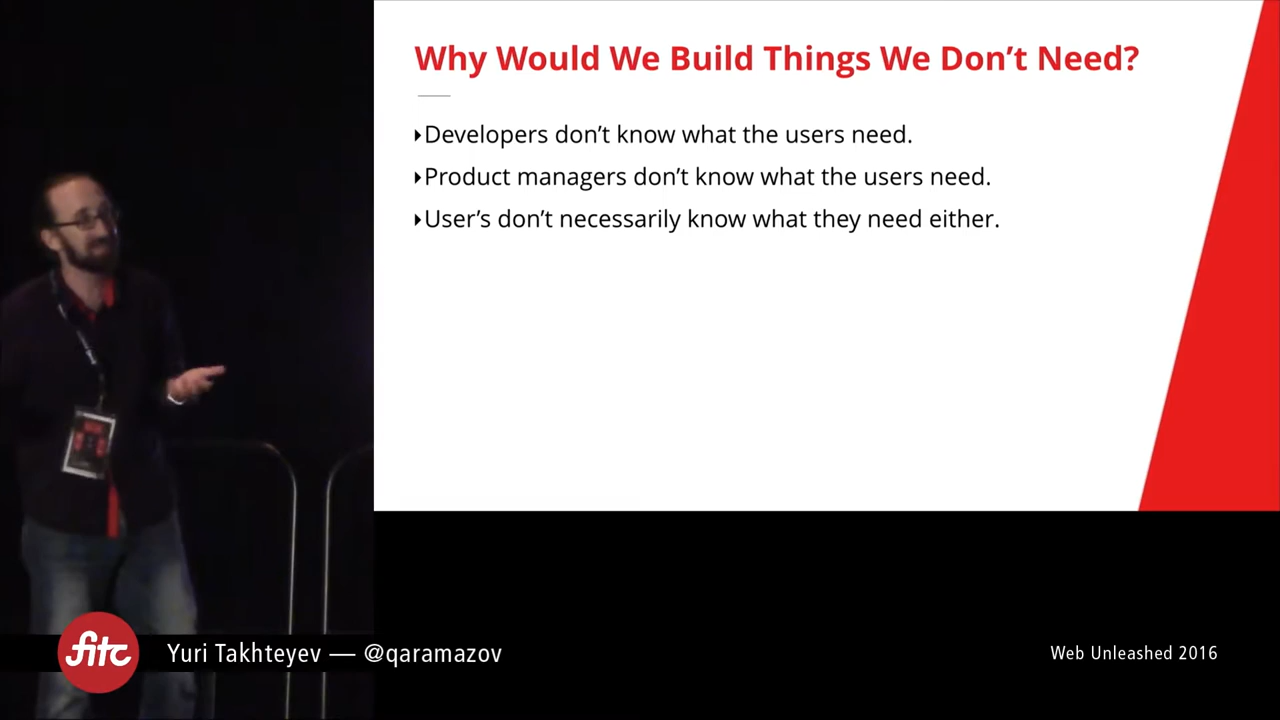 Why Would We Build Things We Don't Need?
Developers don't know what the users need.
Product managers don't know what the users need.
User's don't necessarily know what they need either.
fitc
Yuri Takhteyev — @qaramazov
Web Unleashed 2016